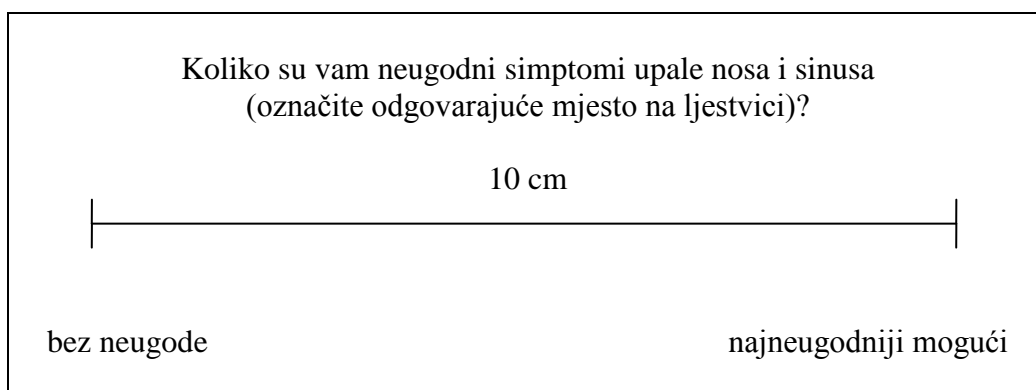 Koliko su vam neugodni simptomi upale nosa i sinusa
(označite odgovarajuće mjesto na ljestvici)?
10 cm
bez neugode
najneugodniji mogući